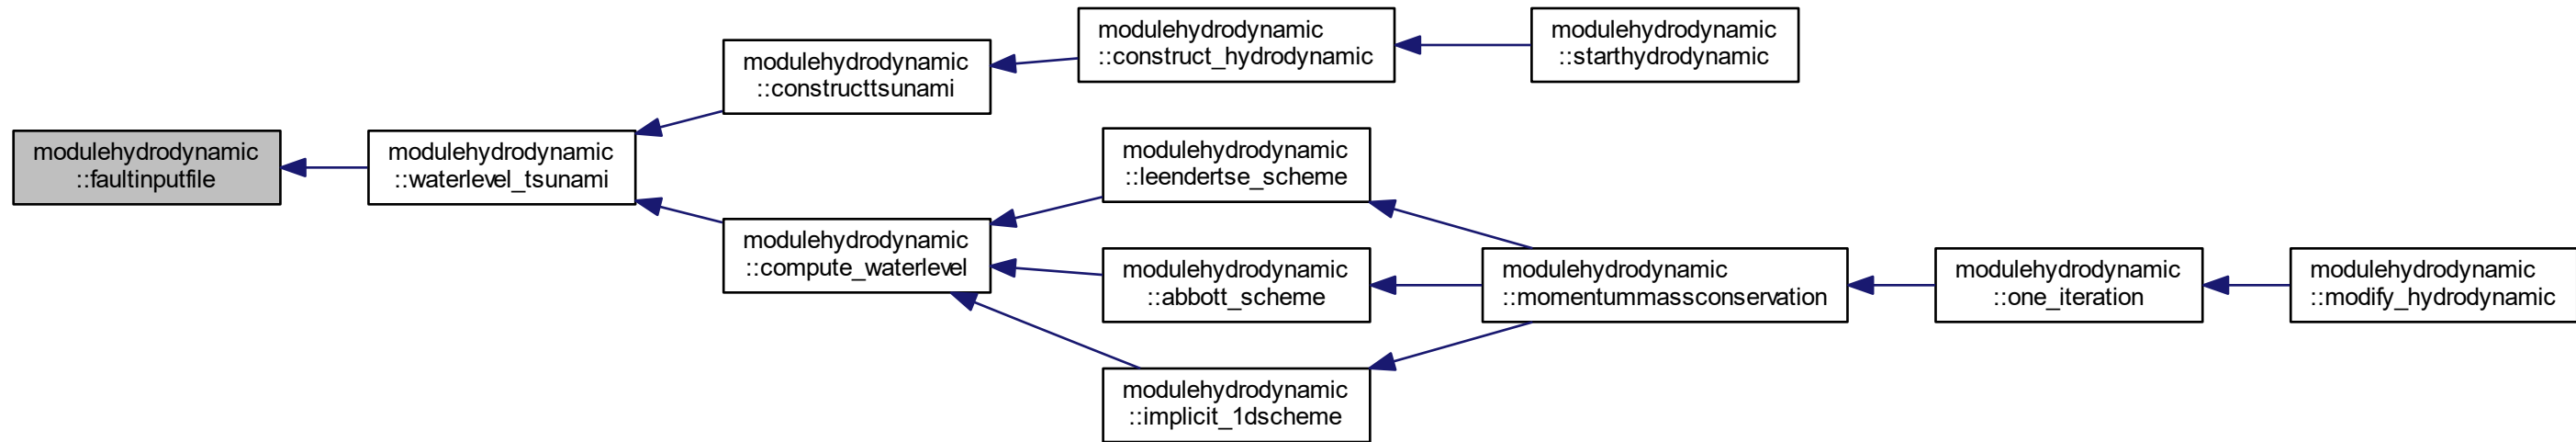 modulehydrodynamic
::faultinputfile
modulehydrodynamic
::waterlevel_tsunami
modulehydrodynamic
::constructtsunami
modulehydrodynamic
::construct_hydrodynamic
modulehydrodynamic
::starthydrodynamic
modulehydrodynamic
::compute_waterlevel
modulehydrodynamic
::leendertse_scheme
modulehydrodynamic
::abbott_scheme
modulehydrodynamic
::implicit_1dscheme
modulehydrodynamic
::momentummassconservation
modulehydrodynamic
::one_iteration
modulehydrodynamic
::modify_hydrodynamic